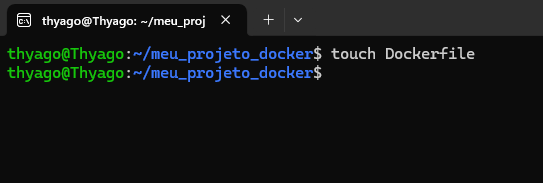 thyago@Thyago: ~/meu_proj
thyago@Thyago:~/meu_projeto_docker$ touch Dockerfile
thyago@Thyago:~/meu_projeto_docker$